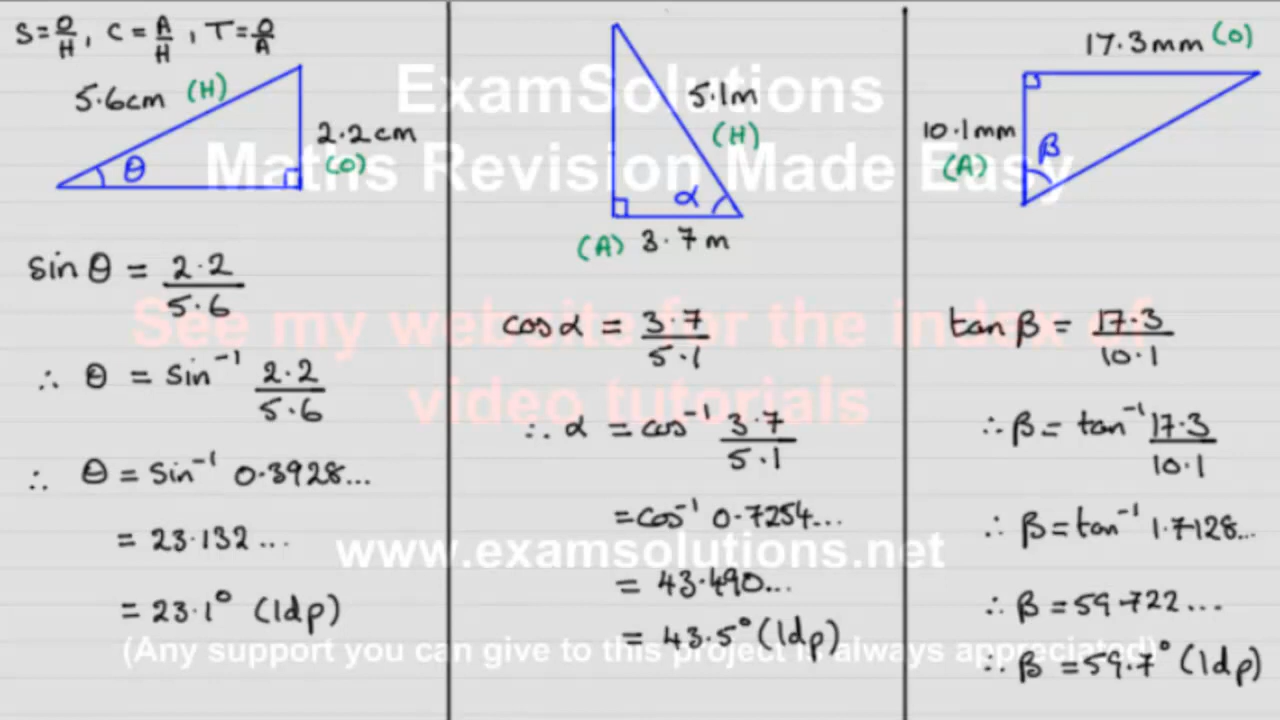 S = O/H, C = A/H, T = O/A
5.6cm (H)
2.2cm
(O)
θ
sin θ = 2.2/5.6
∴ θ = sin⁻¹ 2.2/5.6
∴ θ = sin⁻¹ 0.3928...
= 23.132...
= 23.1° (1dp)
5.1m
(H)
α
(A) 3.7m
cos α = 3.7/5.1
∴ α = cos⁻¹ 3.7/5.1
= cos⁻¹ 0.7254...
= 43.490...
= 43.5° (1dp)
17.3mm (O)
10.1mm
(A)
β
tan β = 17.3/10.1
∴ β = tan⁻¹ 17.3/10.1
∴ β = tan⁻¹ 1.7128...
∴ β = 59.722...
∴ β = 59.7° (1dp)
ExamSolutions
Maths Revision Made Easy
See my website for the index of
video tutorials
www.examsolutions.net
(Any support you can give to this project is always appreciated)